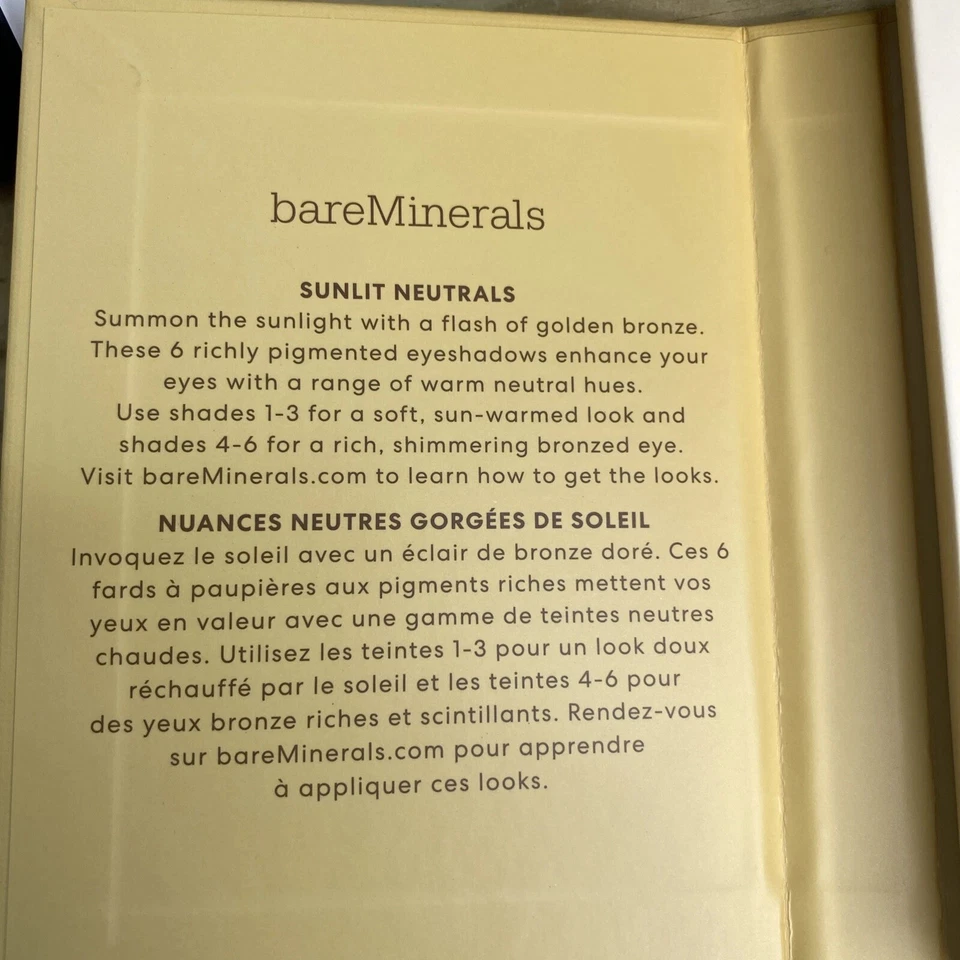 bareMinerals
SUNLIT NEUTRALS
Summon the sunlight with a flash of golden bronze.
These 6 richly pigmented eyeshadows enhance your
eyes with a range of warm neutral hues.
Use shades 1-3 for a soft, sun-warmed look and
shades 4-6 for a rich, shimmering bronzed eye.
Visit bareMinerals.com to learn how to get the looks.
NUANCES NEUTRES GORGÉES DE SOLEIL
Invoquez le soleil avec un éclair de bronze doré. Ces 6
fards à paupières aux pigments riches mettent vos
yeux en valeur avec une gamme de teintes neutres
chaudes. Utilisez les teintes 1-3 pour un look doux
réchauffé par le soleil et les teintes 4-6 pour
des yeux bronze riches et scintillants. Rendez-vous
sur bareMinerals.com pour apprendre
à appliquer ces looks.